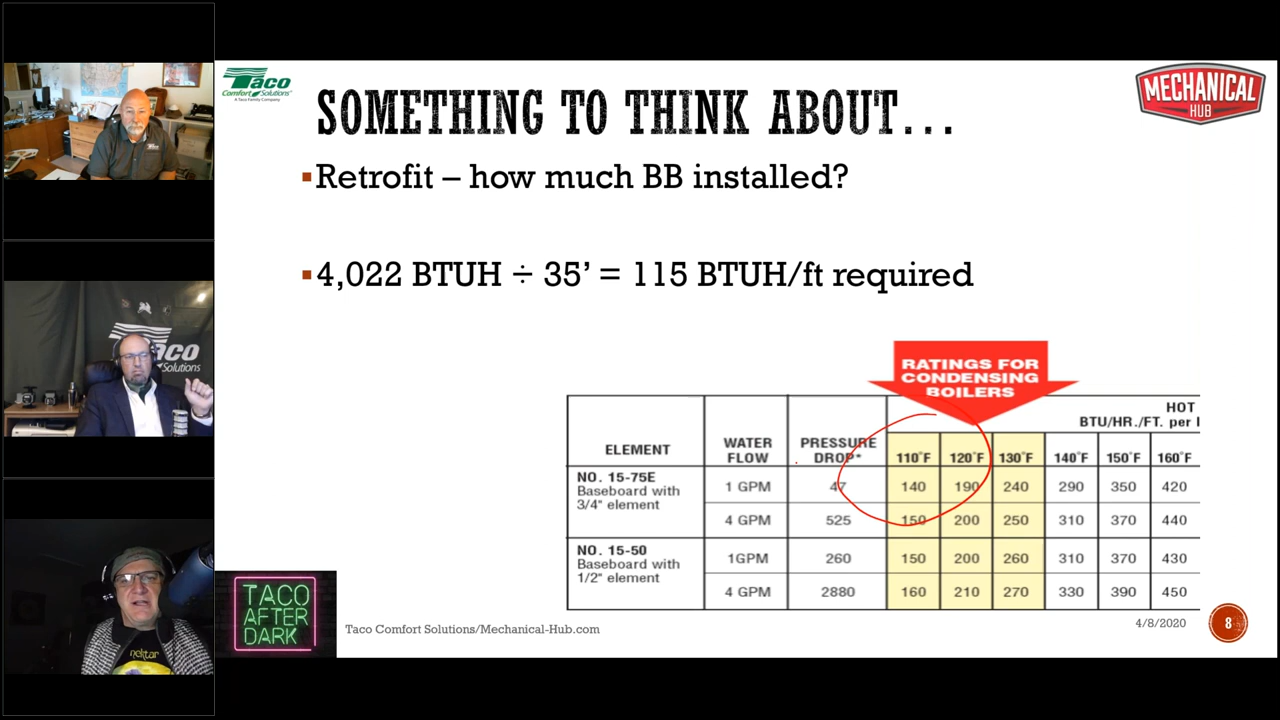 Taco
Comfort Solutions®
A Taco Family Company
SOMETHING TO THINK ABOUT...
MECHANICAL
HUB
▪Retrofit – how much BB installed?
▪4,022 BTUH ÷ 35’ = 115 BTUH/ft required
RATINGS FOR
CONDENSING
BOILERS
HOT
BTU/HR./FT. per
ELEMENT WATER FLOW PRESSURE DROP* 110°F 120°F 130°F 140°F 150°F 160°F
NO. 15-75E
Baseboard with
3/4" element
1 GPM 47 140 190 240 290 350 420
4 GPM 525 150 200 250 310 370 440
NO. 15-50
Baseboard with
1/2" element
1GPM 260 150 200 260 310 370 430
4 GPM 2880 160 210 270 330 390 450
TACO
AFTER
DARK
Taco Comfort Solutions/Mechanical-Hub.com
4/8/2020
8
Taco
Solutions
nektar